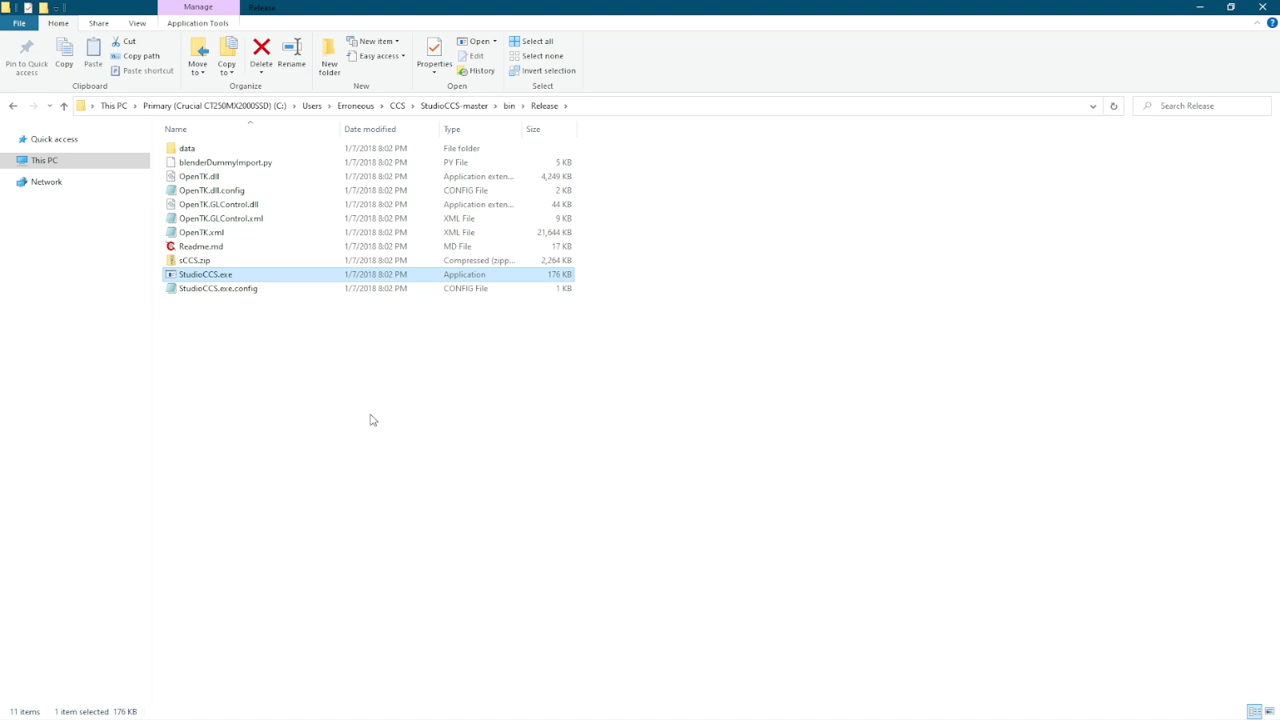 Manage
Release
File
Home
Share
View
Application Tools
Pin to Quick access
Copy
Paste
Cut
Copy path
Paste shortcut
Clipboard
Move to
Copy to
Delete
Rename
Organize
New folder
New item
Easy access
New
Properties
Open
Edit
History
Open
Select all
Select none
Invert selection
Select
This PC > Primary (Crucial CT250MX2000SSD) (C:) > Users > Erroneous > CCS > StudioCCS-master > bin > Release >
Search Release
Quick access
This PC
Network
Name Date modified Type Size
data 1/7/2018 8:02 PM File folder
blenderDummyImport.py 1/7/2018 8:02 PM PY File 5 KB
OpenTK.dll 1/7/2018 8:02 PM Application exten... 4,249 KB
OpenTK.dll.config 1/7/2018 8:02 PM CONFIG File 2 KB
OpenTK.GLControl.dll 1/7/2018 8:02 PM Application exten... 44 KB
OpenTK.GLControl.xml 1/7/2018 8:02 PM XML File 9 KB
OpenTK.xml 1/7/2018 8:02 PM XML File 21,644 KB
Readme.md 1/7/2018 8:02 PM MD File 17 KB
sCCS.zip 1/7/2018 8:02 PM Compressed (zipp... 2,264 KB
StudioCCS.exe 1/7/2018 8:02 PM Application 176 KB
StudioCCS.exe.config 1/7/2018 8:02 PM CONFIG File 1 KB
11 items 1 item selected 176 KB